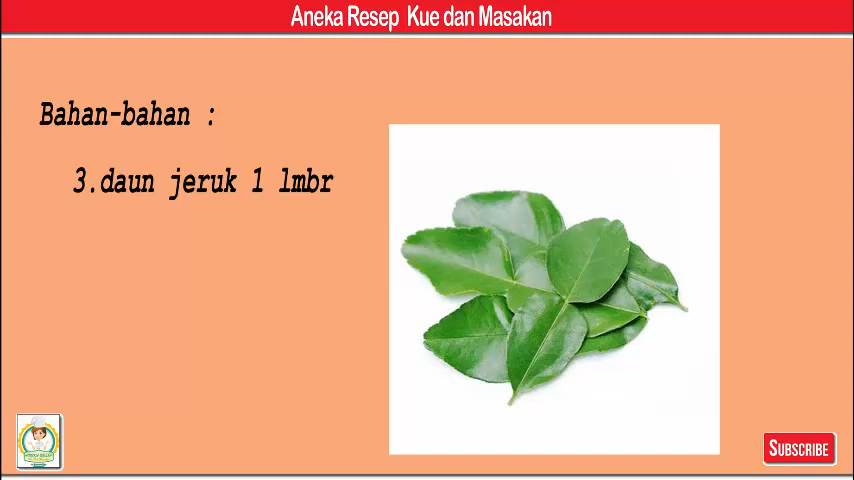 Aneka Resep Kue dan Masakan
Bahan-bahan :
3.daun jeruk 1 lmbr
SUBSCRIBE